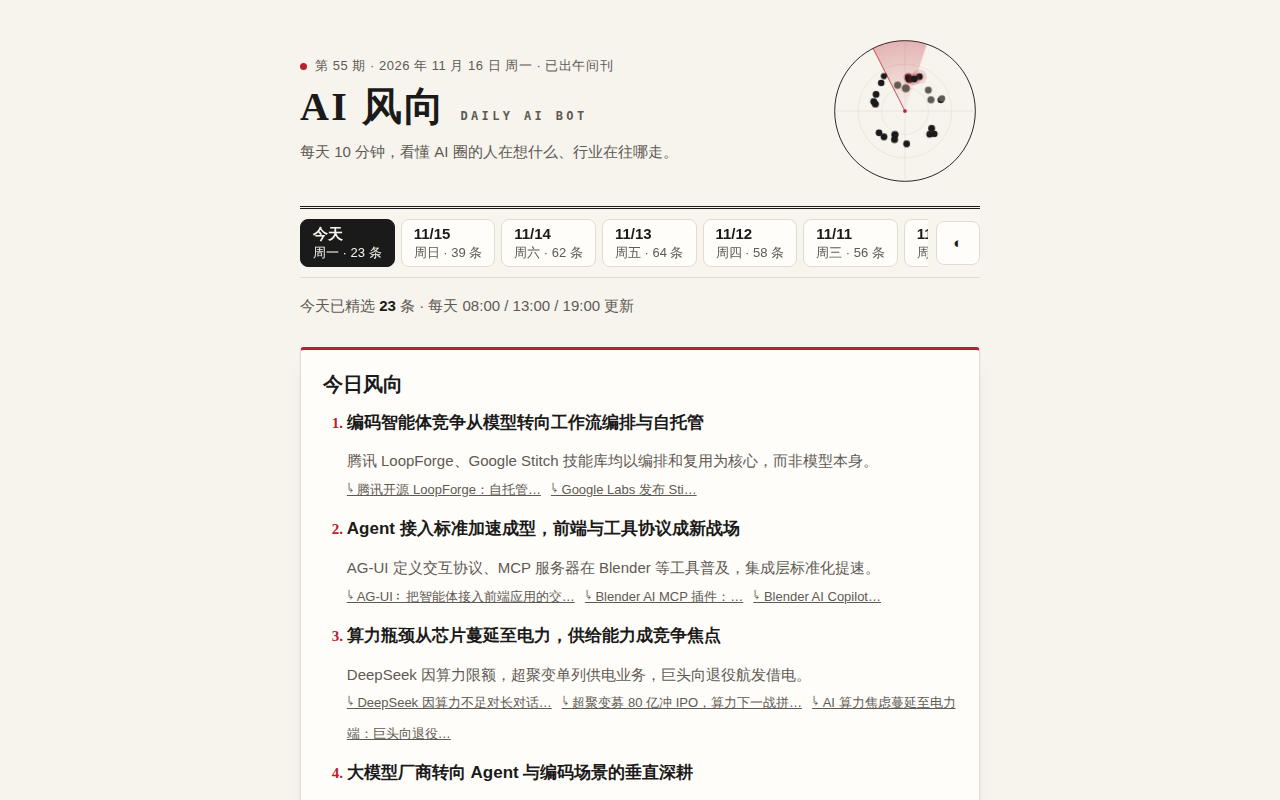 第 55 期 · 2026 年 11 月 16 日 周一 · 已出午间刊
AI 风向 DAILY AI BOT
每天 10 分钟，看懂 AI 圈的人在想什么、行业在往哪走。
今天 11/15 11/14 11/13 11/12 11/11
周一 · 23 条 周日 · 39 条 周六 · 62 条 周五 · 64 条 周四 · 58 条 周三 · 56 条
今天已精选 23 条 · 每天 08:00 / 13:00 / 19:00 更新
今日风向
1. 编码智能体竞争从模型转向工作流编排与自托管
腾讯 LoopForge、Google Stitch 技能库均以编排和复用为核心，而非模型本身。
↳ 腾讯开源 LoopForge：自托管… ↳ Google Labs 发布 Sti…
2. Agent 接入标准加速成型，前端与工具协议成新战场
AG-UI 定义交互协议、MCP 服务器在 Blender 等工具普及，集成层标准化提速。
↳ AG-UI：把智能体接入前端应用的交… ↳ Blender AI MCP 插件：… ↳ Blender AI Copilot…
3. 算力瓶颈从芯片蔓延至电力，供给能力成竞争焦点
DeepSeek 因算力限额，超聚变单列供电业务，巨头向退役航发借电。
↳ DeepSeek 因算力不足对长对话… ↳ 超聚变募 80 亿冲 IPO，算力下一战拼… ↳ AI 算力焦虑蔓延至电力
端：巨头向退役…
4. 大模型厂商转向 Agent 与编码场景的垂直深耕